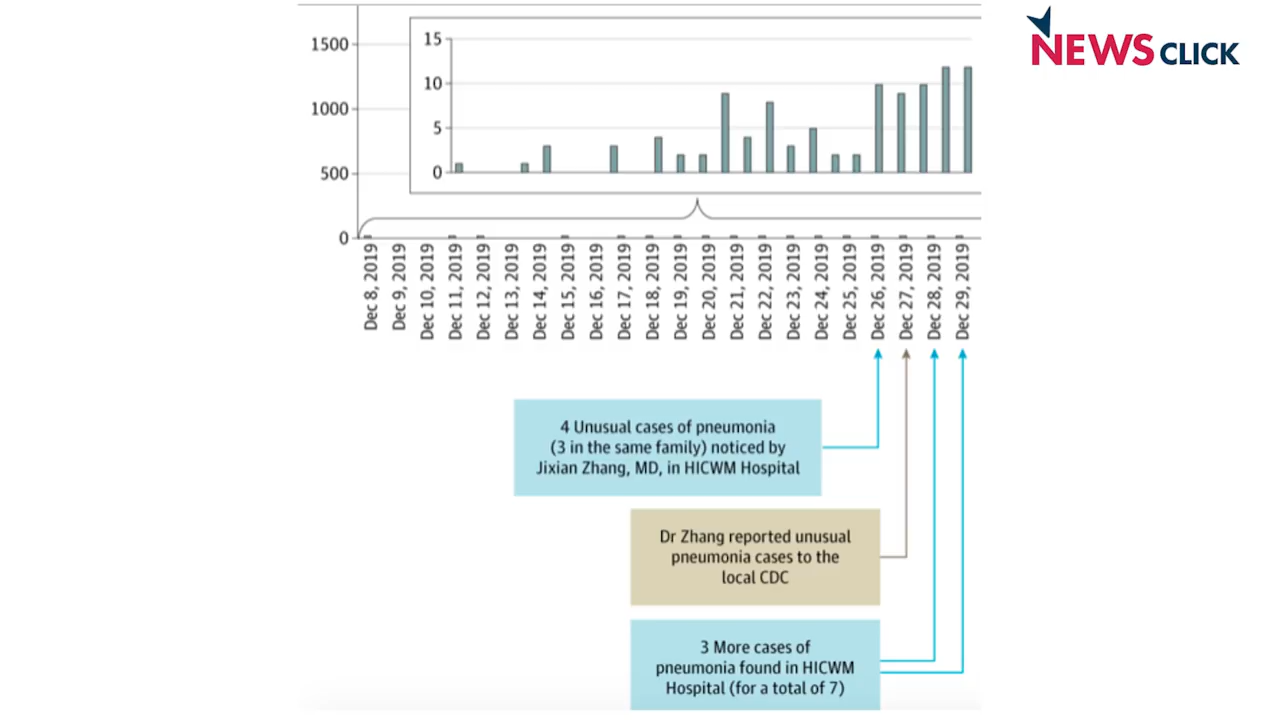 NEWS CLICK
1500
1000
500
0
15
10
5
0
Dec 8, 2019
Dec 9, 2019
Dec 10, 2019
Dec 11, 2019
Dec 12, 2019
Dec 13, 2019
Dec 14, 2019
Dec 15, 2019
Dec 16, 2019
Dec 17, 2019
Dec 18, 2019
Dec 19, 2019
Dec 20, 2019
Dec 21, 2019
Dec 22, 2019
Dec 23, 2019
Dec 24, 2019
Dec 25, 2019
Dec 26, 2019
Dec 27, 2019
Dec 28, 2019
Dec 29, 2019
4 Unusual cases of pneumonia
(3 in the same family) noticed by
Jixian Zhang, MD, in HICWM Hospital
Dr Zhang reported unusual
pneumonia cases to the
local CDC
3 More cases of
pneumonia found in HICWM
Hospital (for a total of 7)